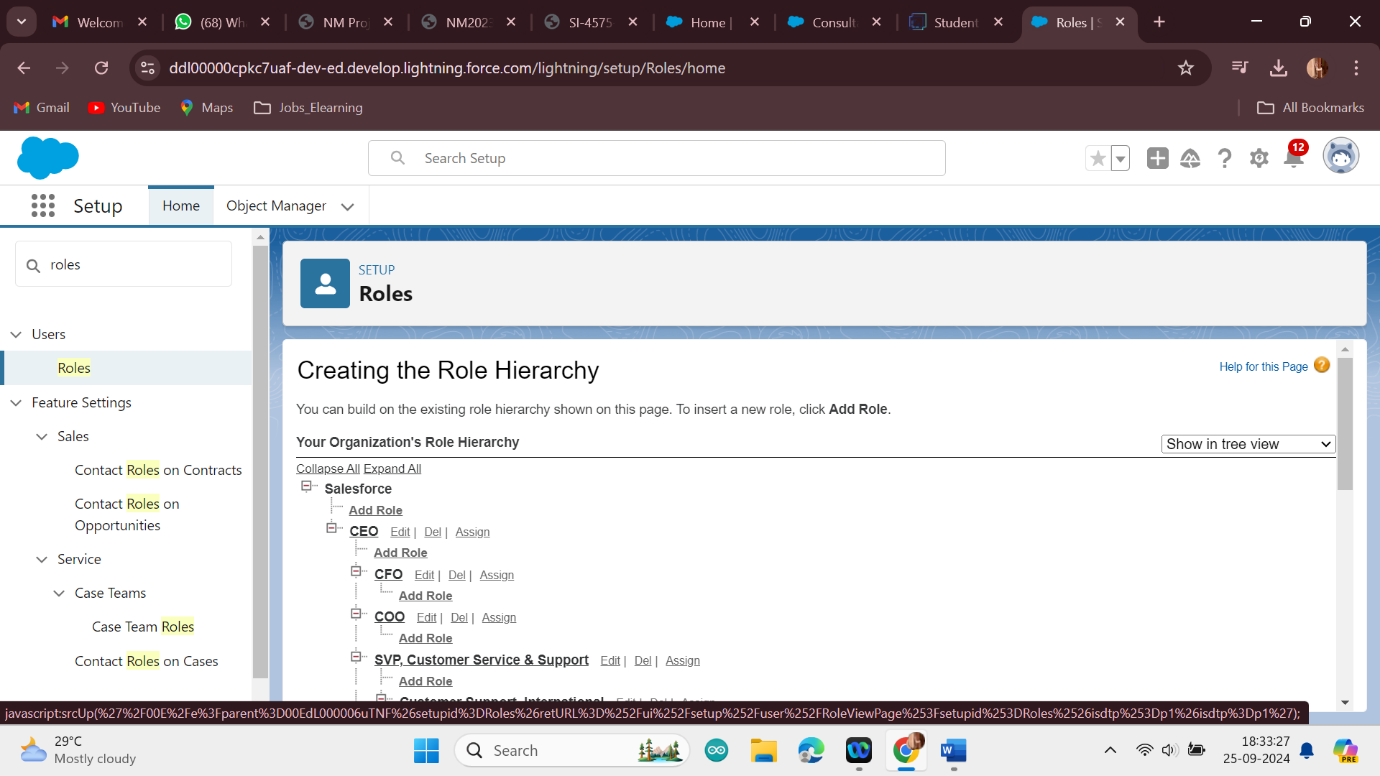 Welcom
(68) Wh
NM Pro
NM202
SI-4575
Home |
Consult
Student
Roles | S
ddl00000cpkc7uaf-dev-ed.develop.lightning.force.com/lightning/setup/Roles/home
Gmail
YouTube
Maps
Jobs_Elearning
All Bookmarks
Search Setup
12
Setup
Home
Object Manager
roles
Users
Roles
Feature Settings
Sales
Contact Roles on Contracts
Contact Roles on
Opportunities
Service
Case Teams
Case Team Roles
Contact Roles on Cases
SETUP
Roles
Creating the Role Hierarchy
Help for this Page
You can build on the existing role hierarchy shown on this page. To insert a new role, click Add Role.
Your Organization's Role Hierarchy
Show in tree view
Collapse All Expand All
Salesforce
Add Role
CEO Edit | Del | Assign
Add Role
CFO Edit | Del | Assign
Add Role
COO Edit | Del | Assign
Add Role
SVP, Customer Service & Support Edit | Del | Assign
Add Role
Customer Support, International Edit | Del | Assign
javascript:srcUp(%27%2F00E%2Fe%3Fparent%3D00EdL000006uTNF%26setupid%3DRoles%26retURL%3D%252Fui%252Fsetup%252Fuser%252FRoleViewPage%253Fsetupid%253DRoles%2526isdtp%253Dp1%26isdtp%3Dp1%27);
29°C
Mostly cloudy
Search
18:33:27
25-09-2024
PRE